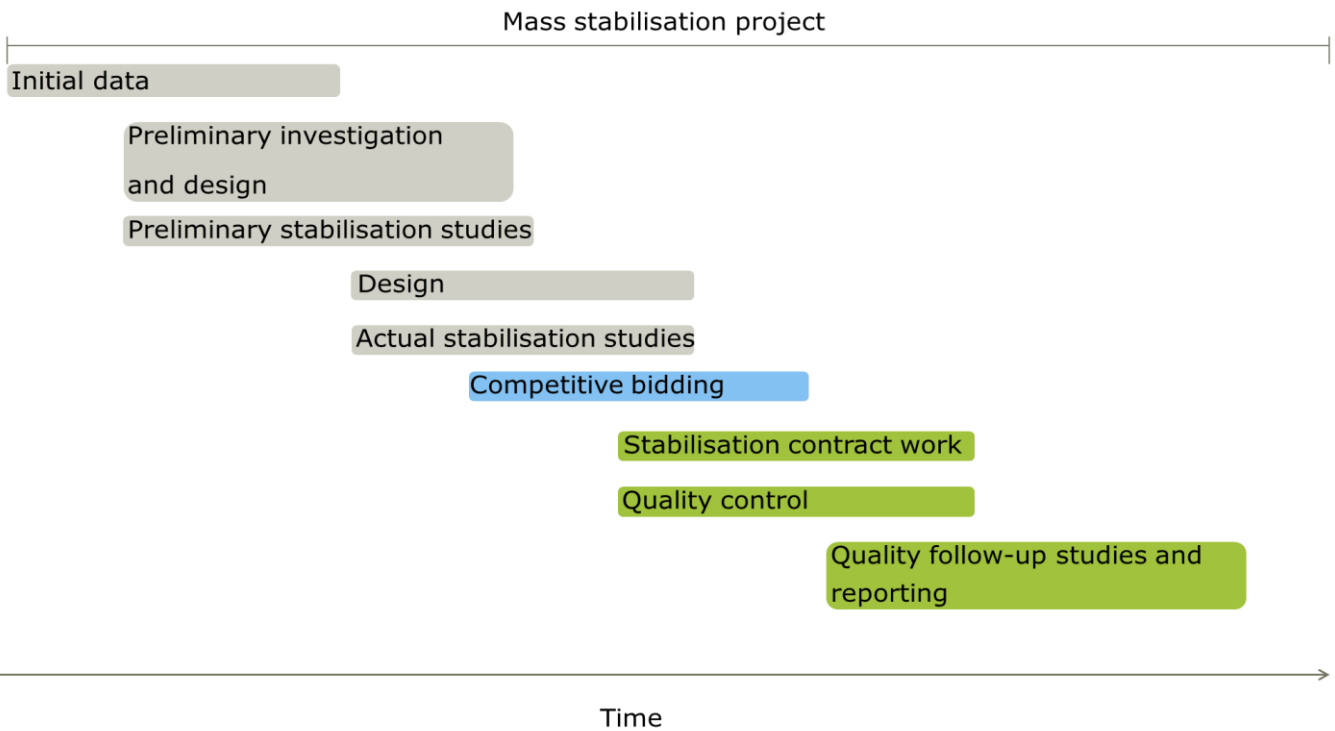 Mass stabilisation project
Initial data
Preliminary investigation
and design
Preliminary stabilisation studies
Design
Actual stabilisation studies
Competitive bidding
Stabilisation contract work
Quality control
Quality follow-up studies and
reporting
Time